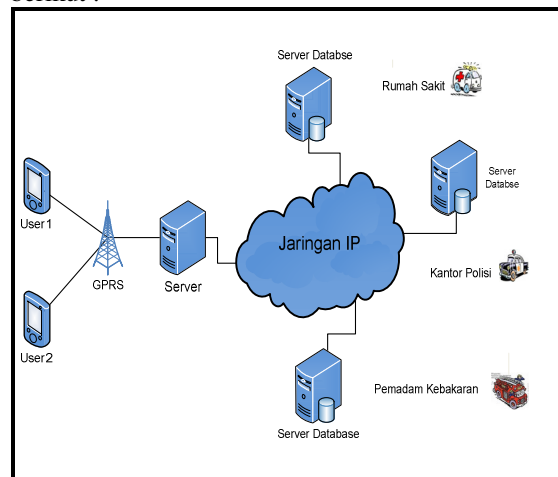 Server Databse
Rumah Sakit
Server
Databse
User1
Jaringan IP
GPRS
Server
Kantor Polisi
User2
Pemadam Kebakaran
Server Database